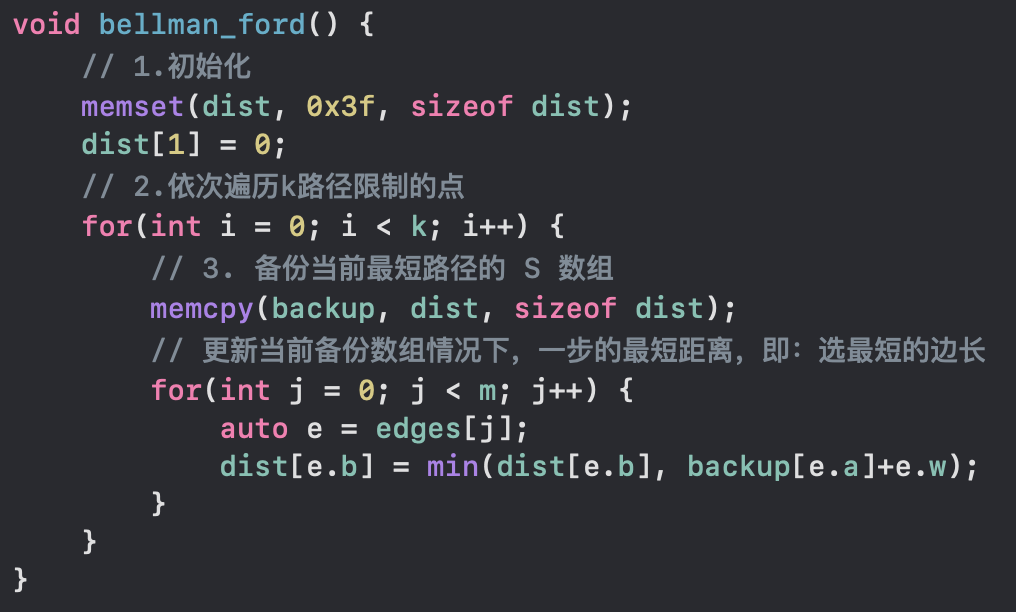 void bellman_ford() {
    // 1.初始化
    memset(dist, 0x3f, sizeof dist);
    dist[1] = 0;
    // 2.依次遍历k路径限制的点
    for(int i = 0; i < k; i++) {
        // 3. 备份当前最短路径的 S 数组
        memcpy(backup, dist, sizeof dist);
        // 更新当前备份数组情况下，一步的最短距离，即：选最短的边长
        for(int j = 0; j < m; j++) {
            auto e = edges[j];
            dist[e.b] = min(dist[e.b], backup[e.a]+e.w);
        }
    }
}